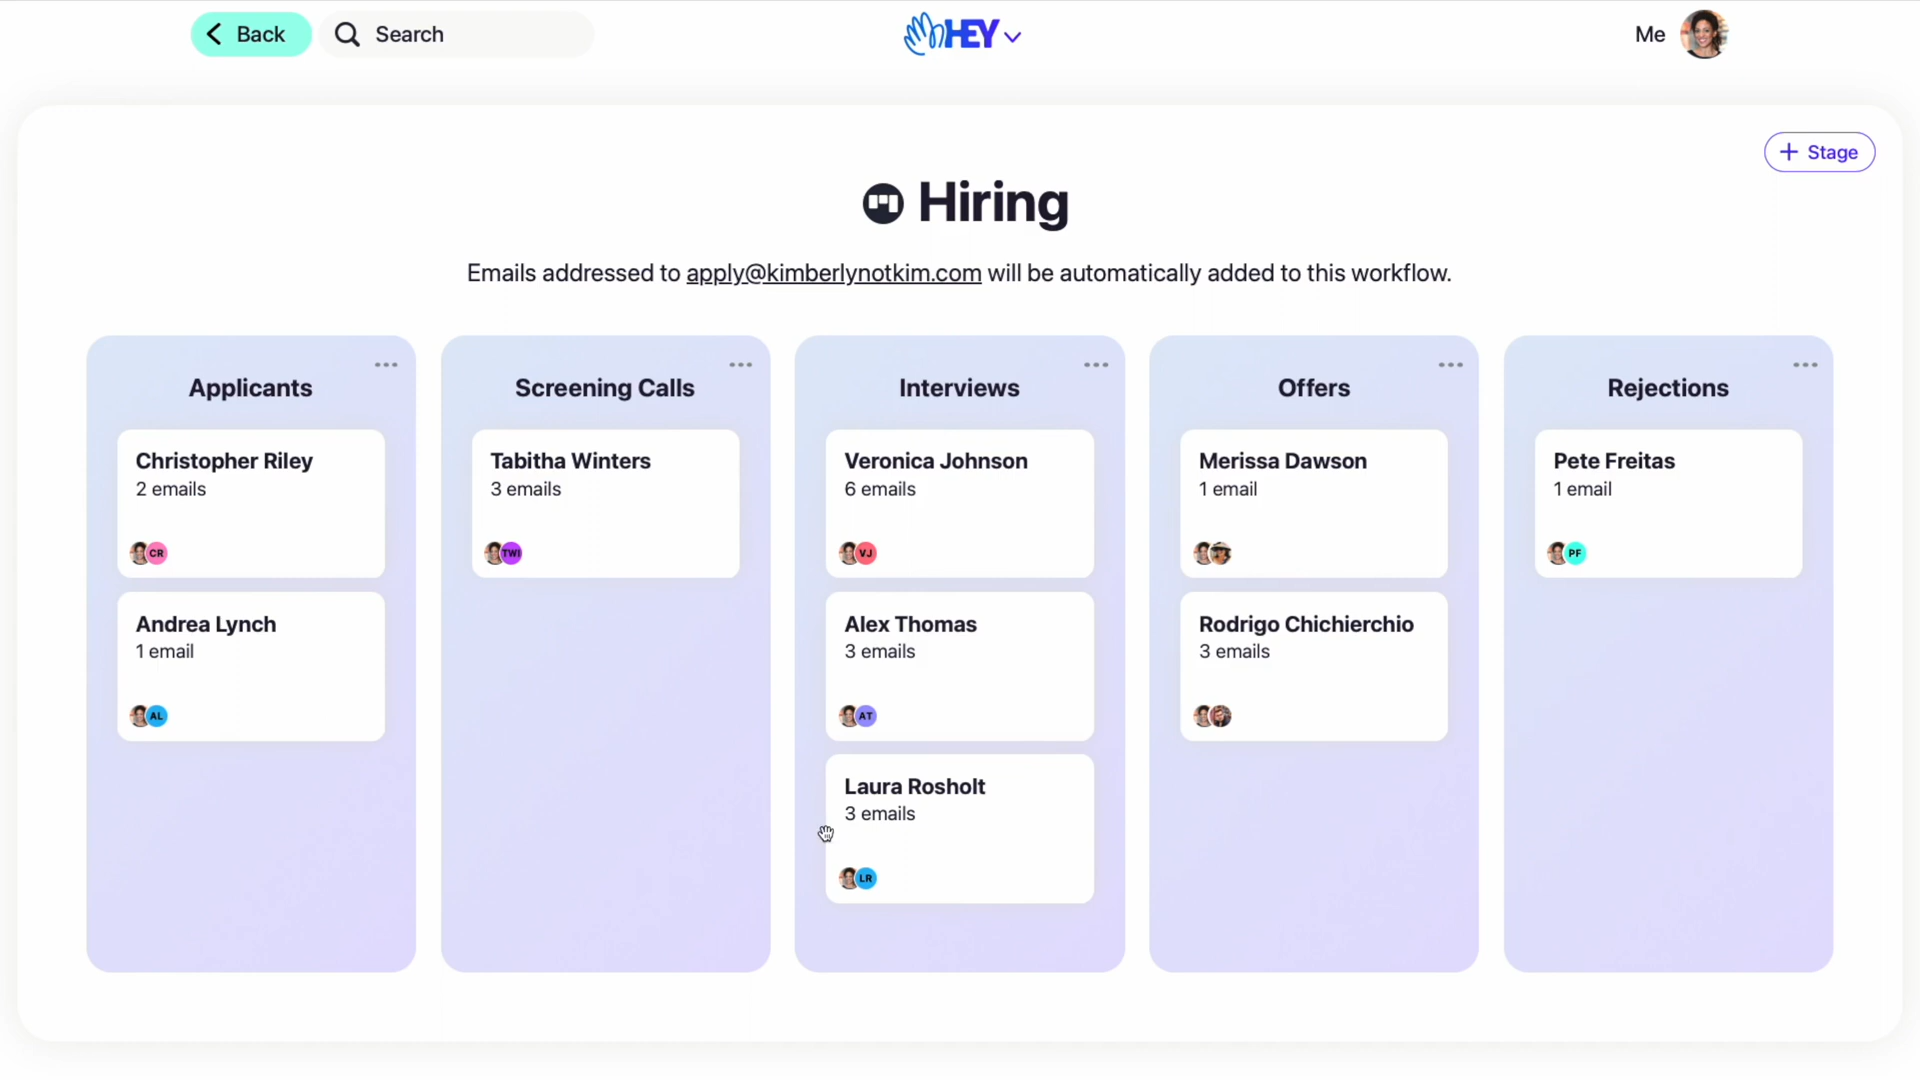 Back
Search
HEY
Me
+ Stage
Hiring
Emails addressed to apply@kimberlynotkim.com will be automatically added to this workflow.
Applicants
Christopher Riley
2 emails
CR
Andrea Lynch
1 email
AL
Screening Calls
Tabitha Winters
3 emails
TWI
Interviews
Veronica Johnson
6 emails
VJ
Alex Thomas
3 emails
AT
Laura Rosholt
3 emails
LR
Offers
Merissa Dawson
1 email
Rodrigo Chichierchio
3 emails
Rejections
Pete Freitas
1 email
PF